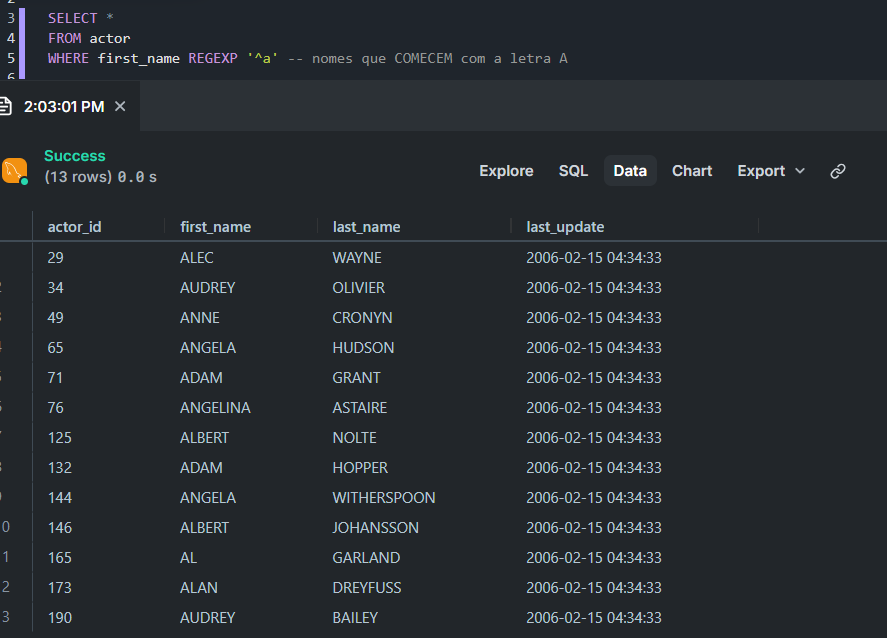 3 SELECT *
4 FROM actor
5 WHERE first_name REGEXP '^a' -- nomes que COMECEM com a letra A
6
2:03:01 PM ×
Success
(13 rows) 0.0 s
Explore SQL Data Chart Export
actor_id first_name last_name last_update
29 ALEC WAYNE 2006-02-15 04:34:33
2 34 AUDREY OLIVIER 2006-02-15 04:34:33
3 49 ANNE CRONYN 2006-02-15 04:34:33
4 65 ANGELA HUDSON 2006-02-15 04:34:33
5 71 ADAM GRANT 2006-02-15 04:34:33
6 76 ANGELINA ASTAIRE 2006-02-15 04:34:33
125 ALBERT NOLTE 2006-02-15 04:34:33
132 ADAM HOPPER 2006-02-15 04:34:33
144 ANGELA WITHERSPOON 2006-02-15 04:34:33
0 146 ALBERT JOHANSSON 2006-02-15 04:34:33
1 165 AL GARLAND 2006-02-15 04:34:33
2 173 ALAN DREYFUSS 2006-02-15 04:34:33
3 190 AUDREY BAILEY 2006-02-15 04:34:33